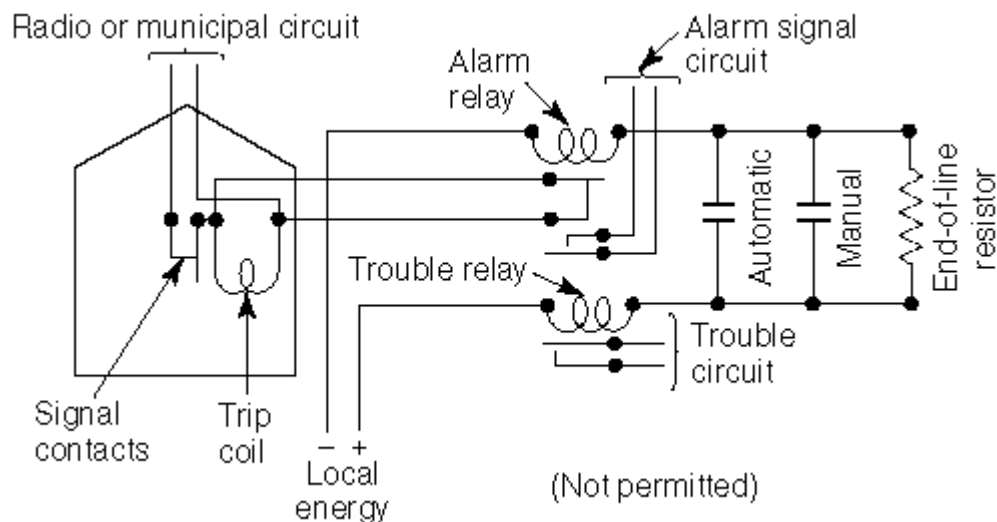 Radio or municipal circuit
Alarm signal
circuit
Alarm
relay
Automatic
Manual
End-of-line
resistor
Trouble relay
Trouble
circuit
Signal
contacts
Trip
coil
– +
Local
energy
(Not permitted)